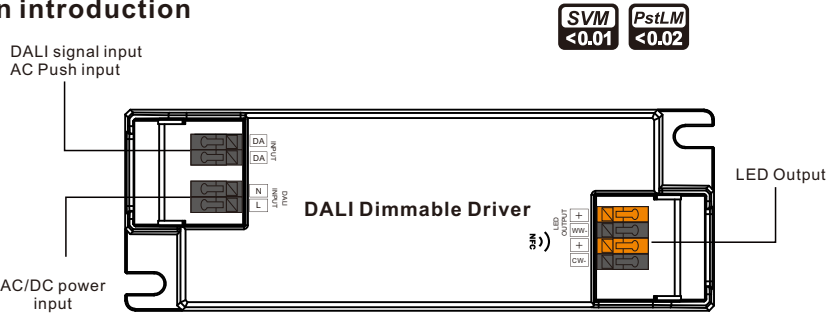 n introduction
SVM
<0.01
PstLM
<0.02
DALI signal input
AC Push input
DA
DA
INPUT
N
L
INPUT
DALI
DALI Dimmable Driver
NFC
LED
OUTPUT
+
WW-
+
CW-
LED Output
AC/DC power
input